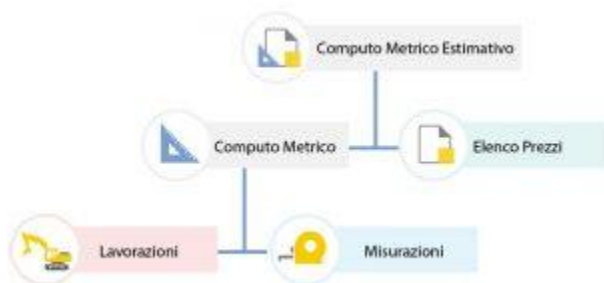 Computo Metrico Estimativo
Computo Metrico
Elenco Prezzi
Lavorazioni
Misurazioni